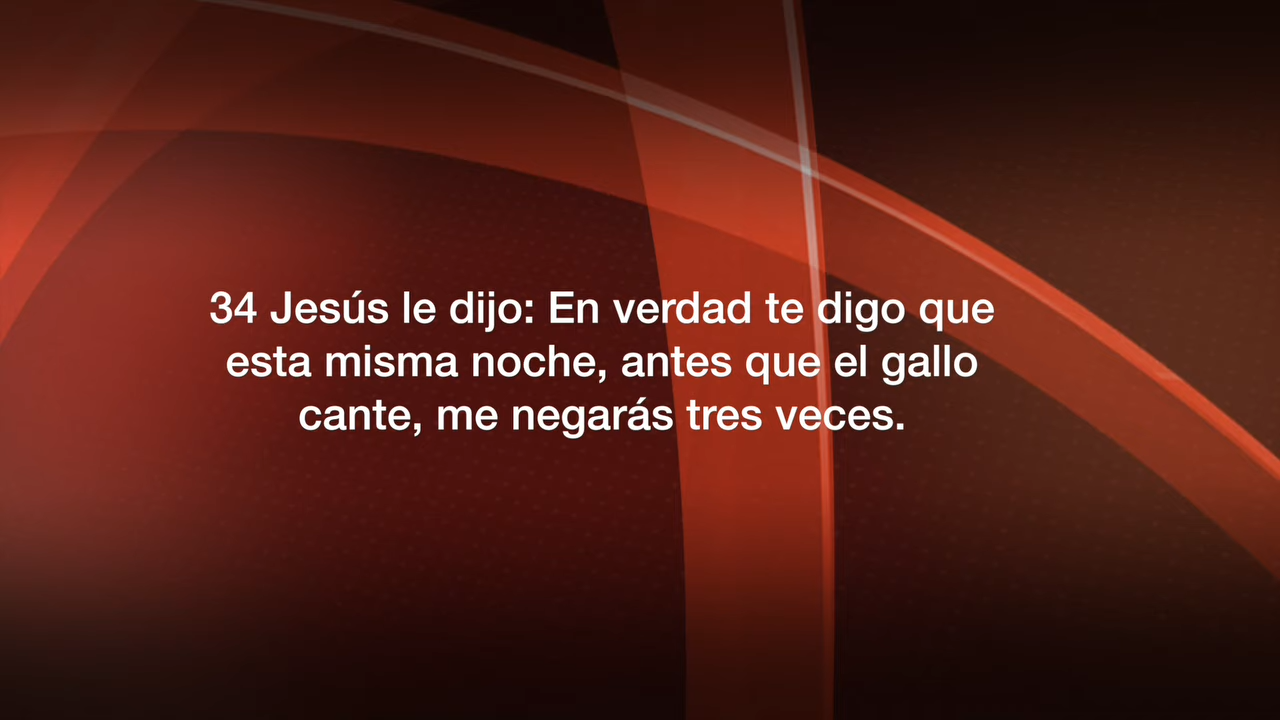 34 Jesús le dijo: En verdad te digo que
esta misma noche, antes que el gallo
cante, me negarás tres veces.